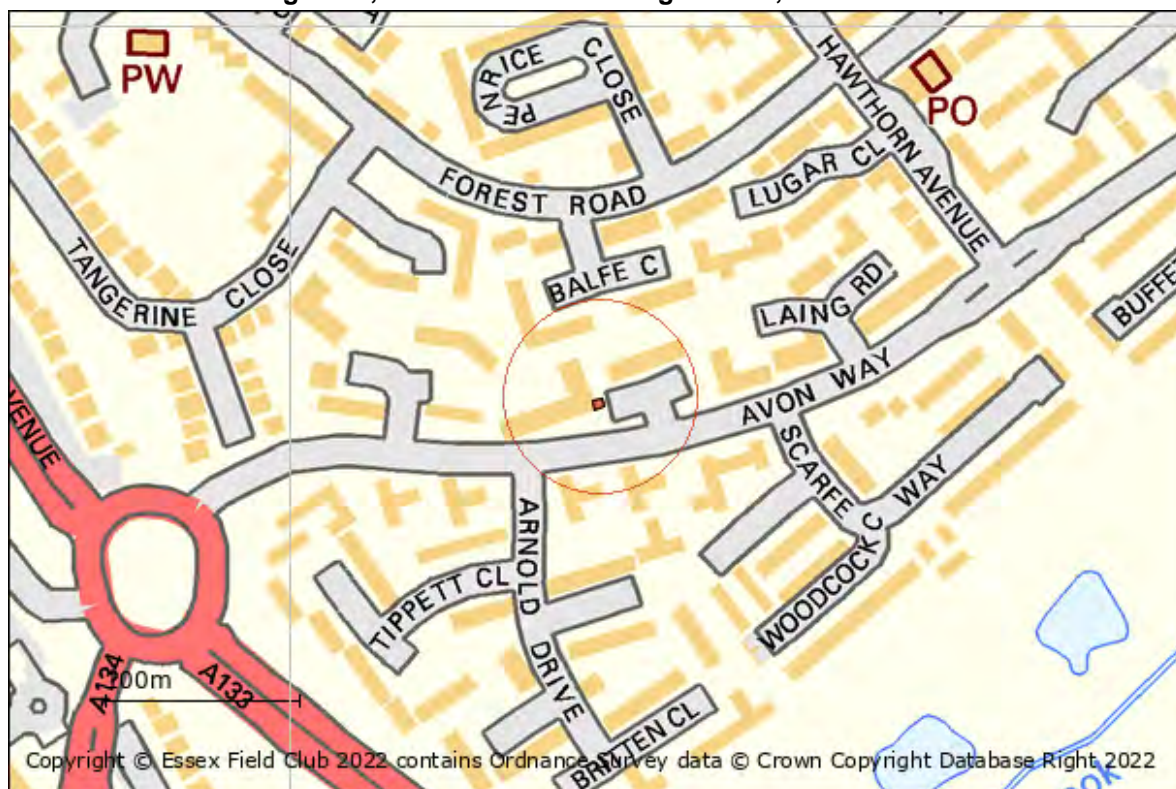 PW
PENRICE CLOSE
HAWTHORN AVENUE
PO
FOREST ROAD
LUGAR CL
TANGERINE CLOSE
BALFE C
LAING RD
BUFFE
AVON WAY
VENUE
SCARFE
WOODCOCK C WAY
ARNOLD DRIVE
TIPPETT CL
100m
A134
A133
BRITTEN CL
ook
Copyright © Essex Field Club 2022 contains Ordnance Survey data © Crown Copyright Database Right 2022